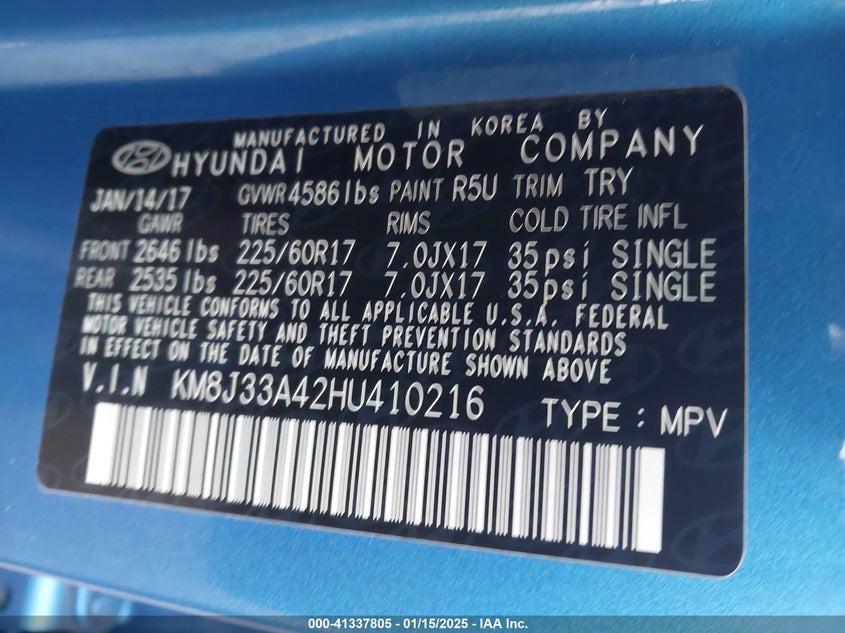 MANUFACTURED IN KOREA BY
HYUNDAI MOTOR COMPANY
JAN/14/17 GVWR 4586 lbs PAINT R5U TRIM TRY
GAWR TIRES RIMS COLD TIRE INFL
FRONT 2646 lbs 225/60R17 7.0JX17 35psi SINGLE
REAR 2535 lbs 225/60R17 7.0JX17 35psi SINGLE
THIS VEHICLE CONFORMS TO ALL APPLICABLE U.S.A. FEDERAL
MOTOR VEHICLE SAFETY AND THEFT PREVENTION STANDARDS
IN EFFECT ON THE DATE OF MANUFACTURE SHOWN ABOVE
V.I.N KM8J33A42HU410216 TYPE : MPV
000-41337805 - 01/15/2025 - IAA Inc.